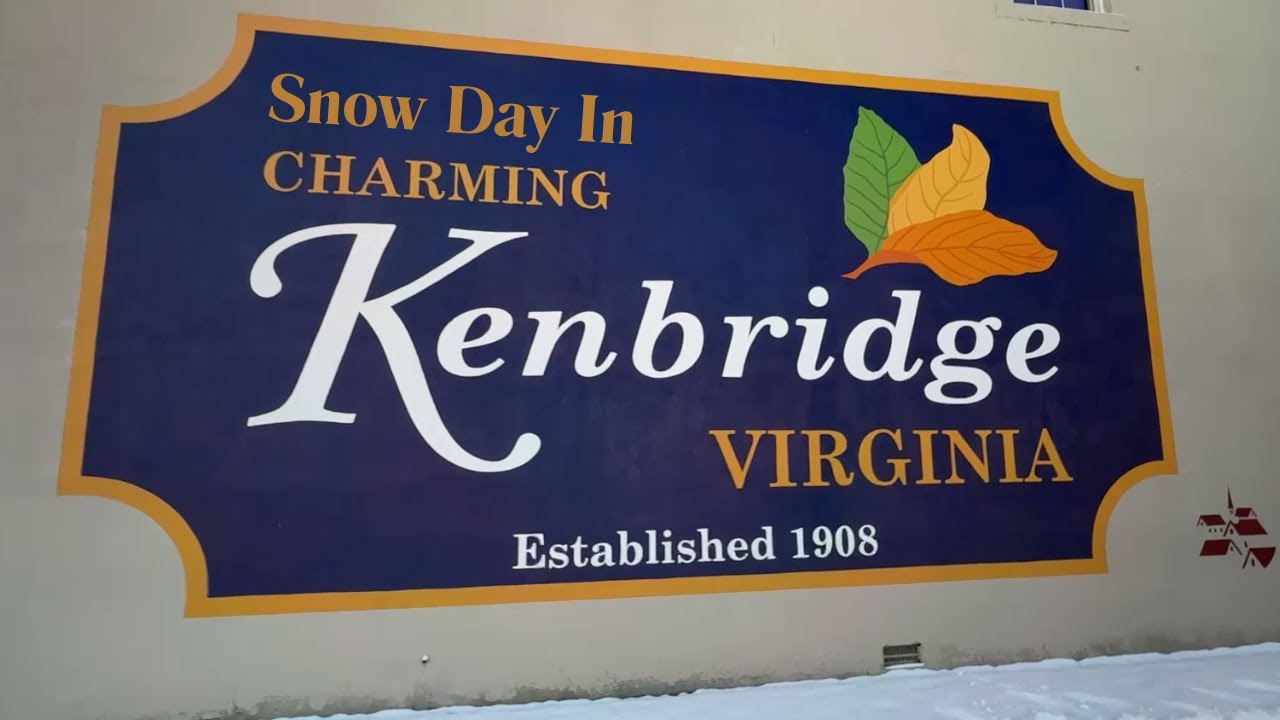 Snow Day In
CHARMING
Kenbridge
VIRGINIA
Established 1908